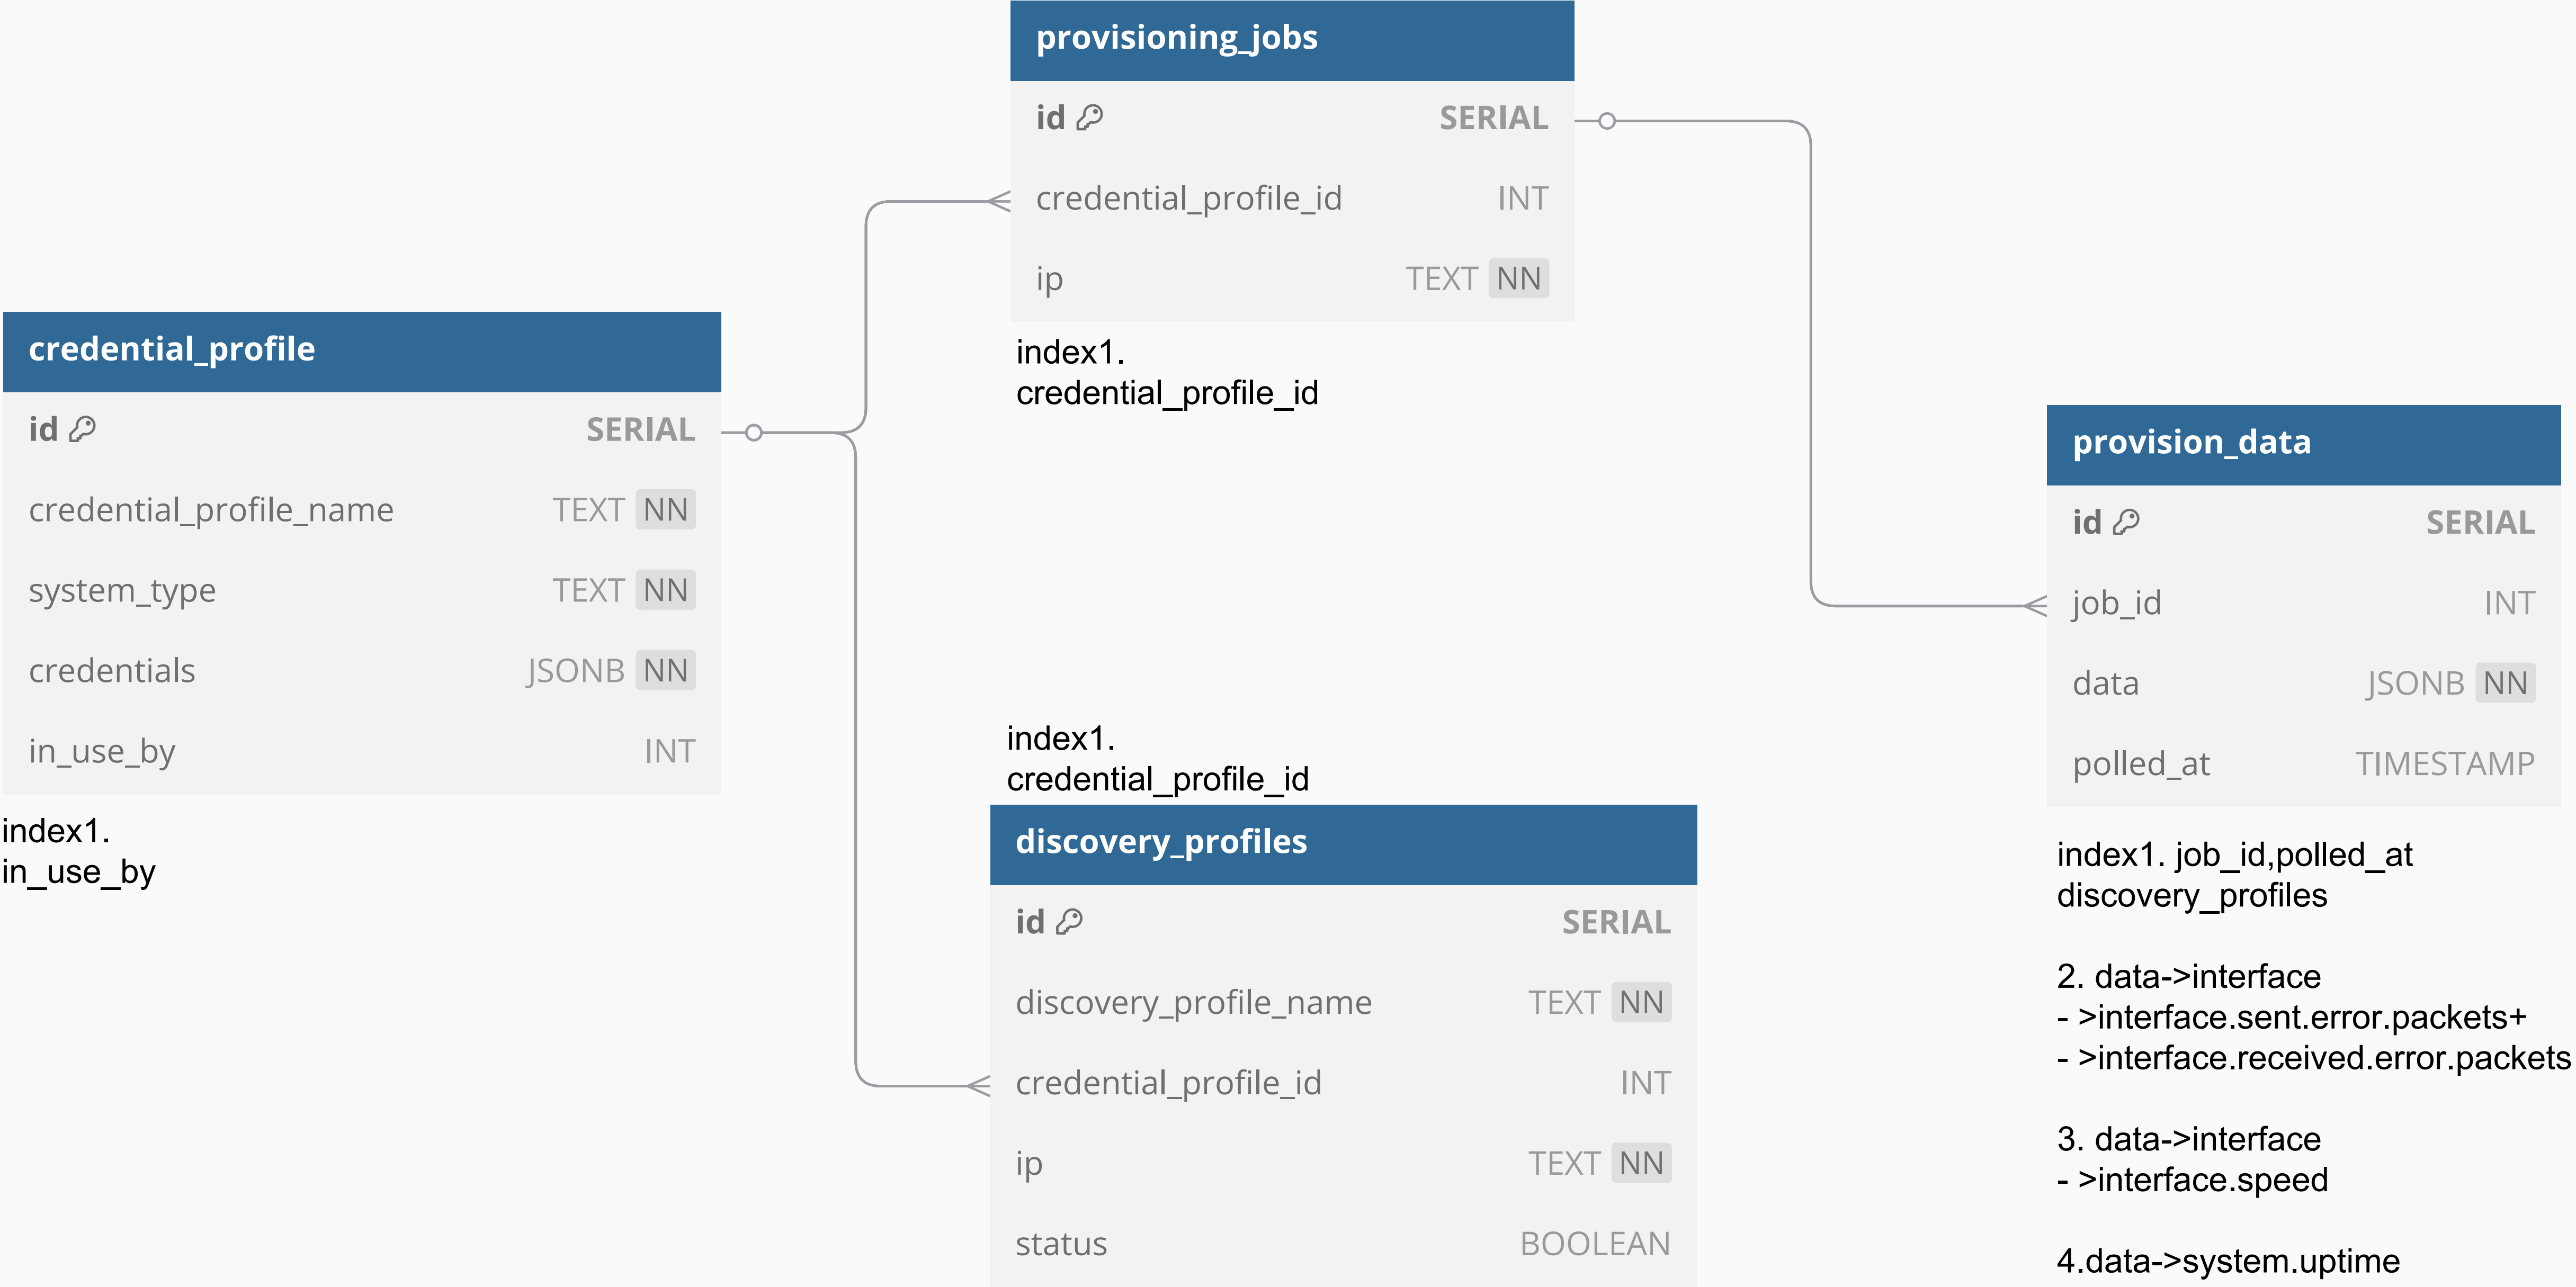 provisioning_jobs
id SERIAL
credential_profile_id INT
ip TEXT NN
index1.
credential_profile_id
credential_profile
id SERIAL
credential_profile_name TEXT NN
system_type TEXT NN
credentials JSONB NN
in_use_by INT
index1.
in_use_by
index1.
credential_profile_id
discovery_profiles
id SERIAL
discovery_profile_name TEXT NN
credential_profile_id INT
ip TEXT NN
status BOOLEAN
provision_data
id SERIAL
job_id INT
data JSONB NN
polled_at TIMESTAMP
index1. job_id,polled_at
discovery_profiles
2. data->interface
- >interface.sent.error.packets+
- >interface.received.error.packets
3. data->interface
- >interface.speed
4.data->system.uptime